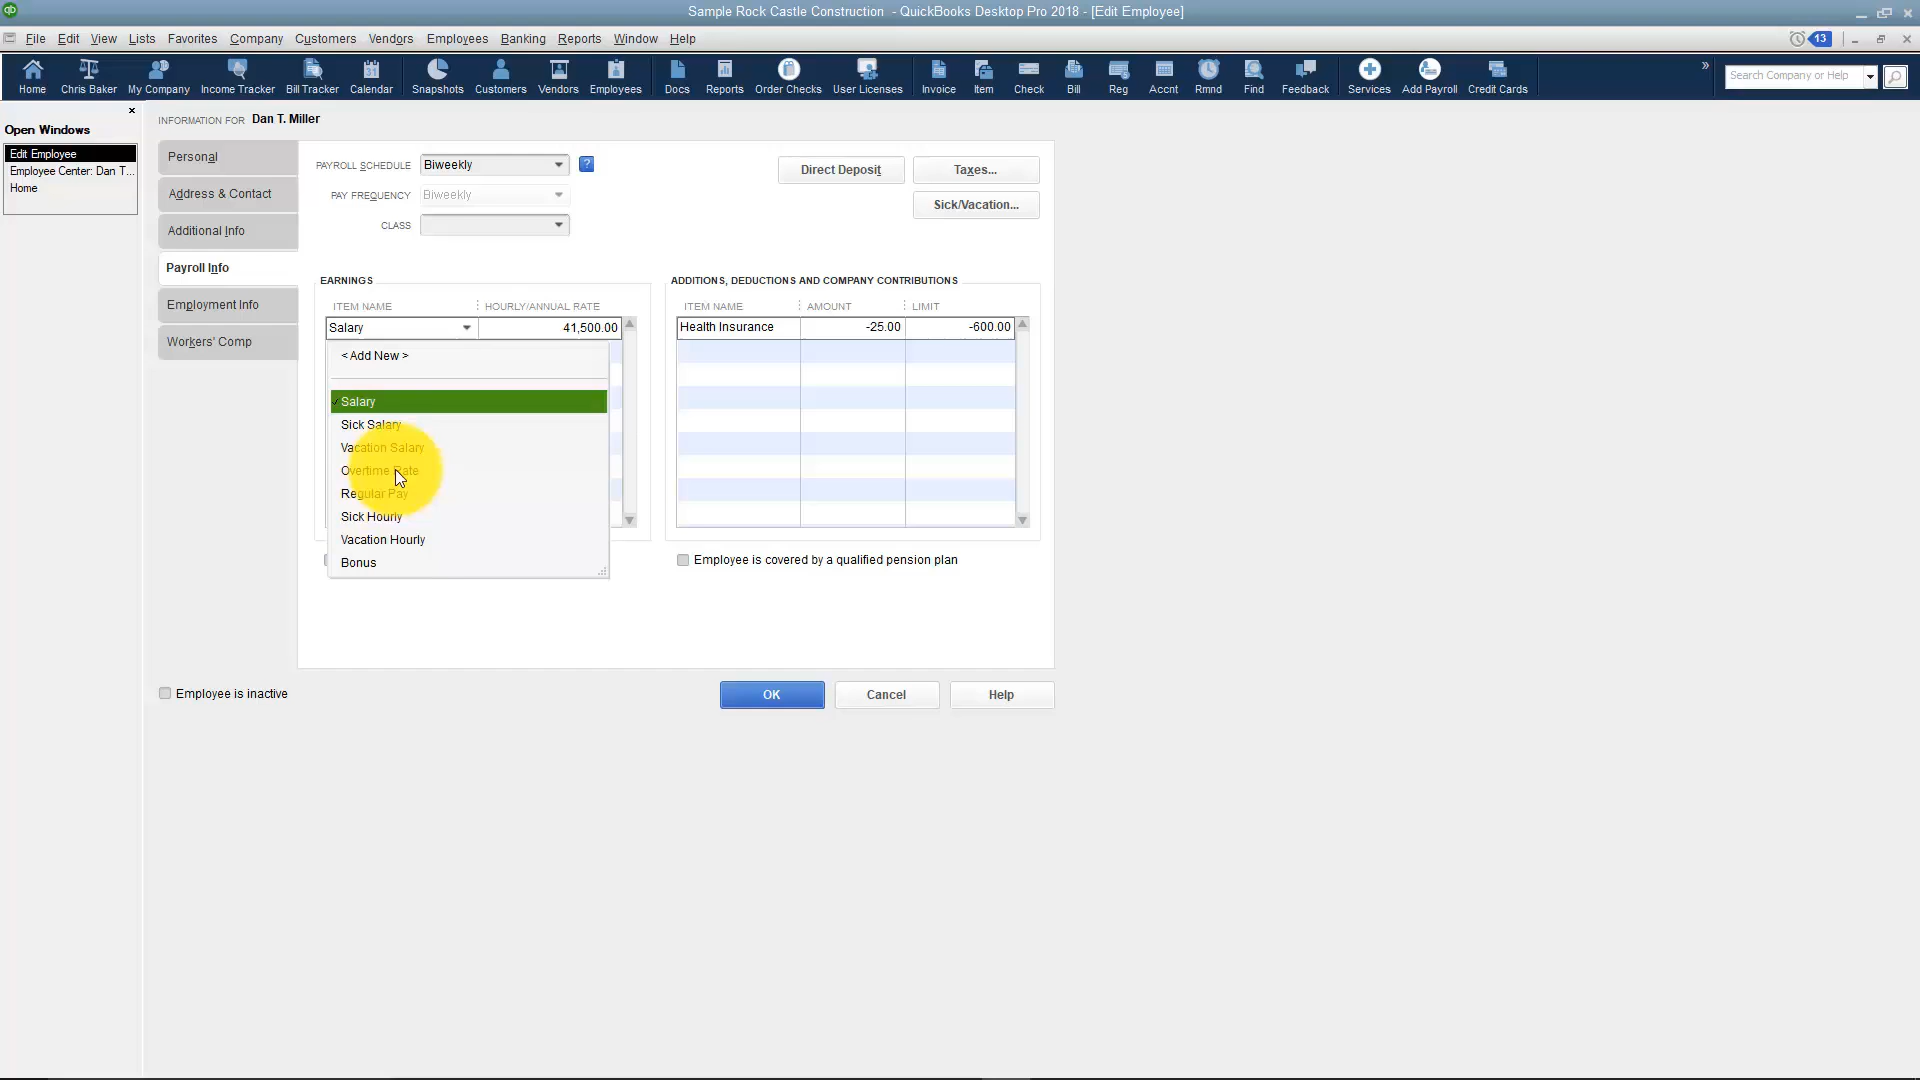 Sample Rock Castle Construction - QuickBooks Desktop Pro 2018 - [Edit Employee]
File Edit View Lists Favorites Company Customers Vendors Employees Banking Reports Window Help
13
Home Chris Baker My Company Income Tracker Bill Tracker Calendar Snapshots Customers Vendors Employees Docs Reports Order Checks User Licenses Invoice Item Check Bill Reg Accnt Rmnd Find Feedback Services Add Payroll Credit Cards
Search Company or Help
Open Windows
Edit Employee
Employee Center: Dan T...
Home
INFORMATION FOR Dan T. Miller
Personal
Address & Contact
Additional Info
Payroll Info
Employment Info
Workers' Comp
PAYROLL SCHEDULE Biweekly ?
PAY FREQUENCY Biweekly
CLASS
Direct Deposit Taxes...
Sick/Vacation...
EARNINGS
ITEM NAME HOURLY/ANNUAL RATE
Salary 41,500.00
< Add New >
Salary
Sick Salary
Vacation Salary
Overtime Rate
Regular Pay
Sick Hourly
Vacation Hourly
Bonus
ADDITIONS, DEDUCTIONS AND COMPANY CONTRIBUTIONS
ITEM NAME AMOUNT LIMIT
Health Insurance -25.00 -600.00
Employee is covered by a qualified pension plan
Employee is inactive
OK Cancel Help